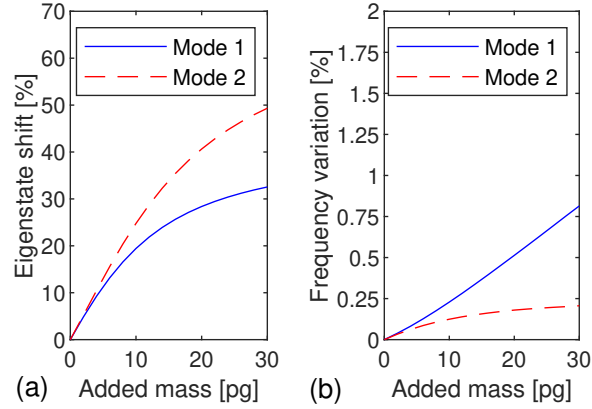 70
60
50
40
30
20
10
0
Eigenstate shift [%]
Mode 1
Mode 2
0 10 20 30
(a) Added mass [pg]
2
1.75
1.5
1.25
1
0.75
0.5
0.25
0
Frequency variation [%]
Mode 1
Mode 2
0 10 20 30
(b) Added mass [pg]